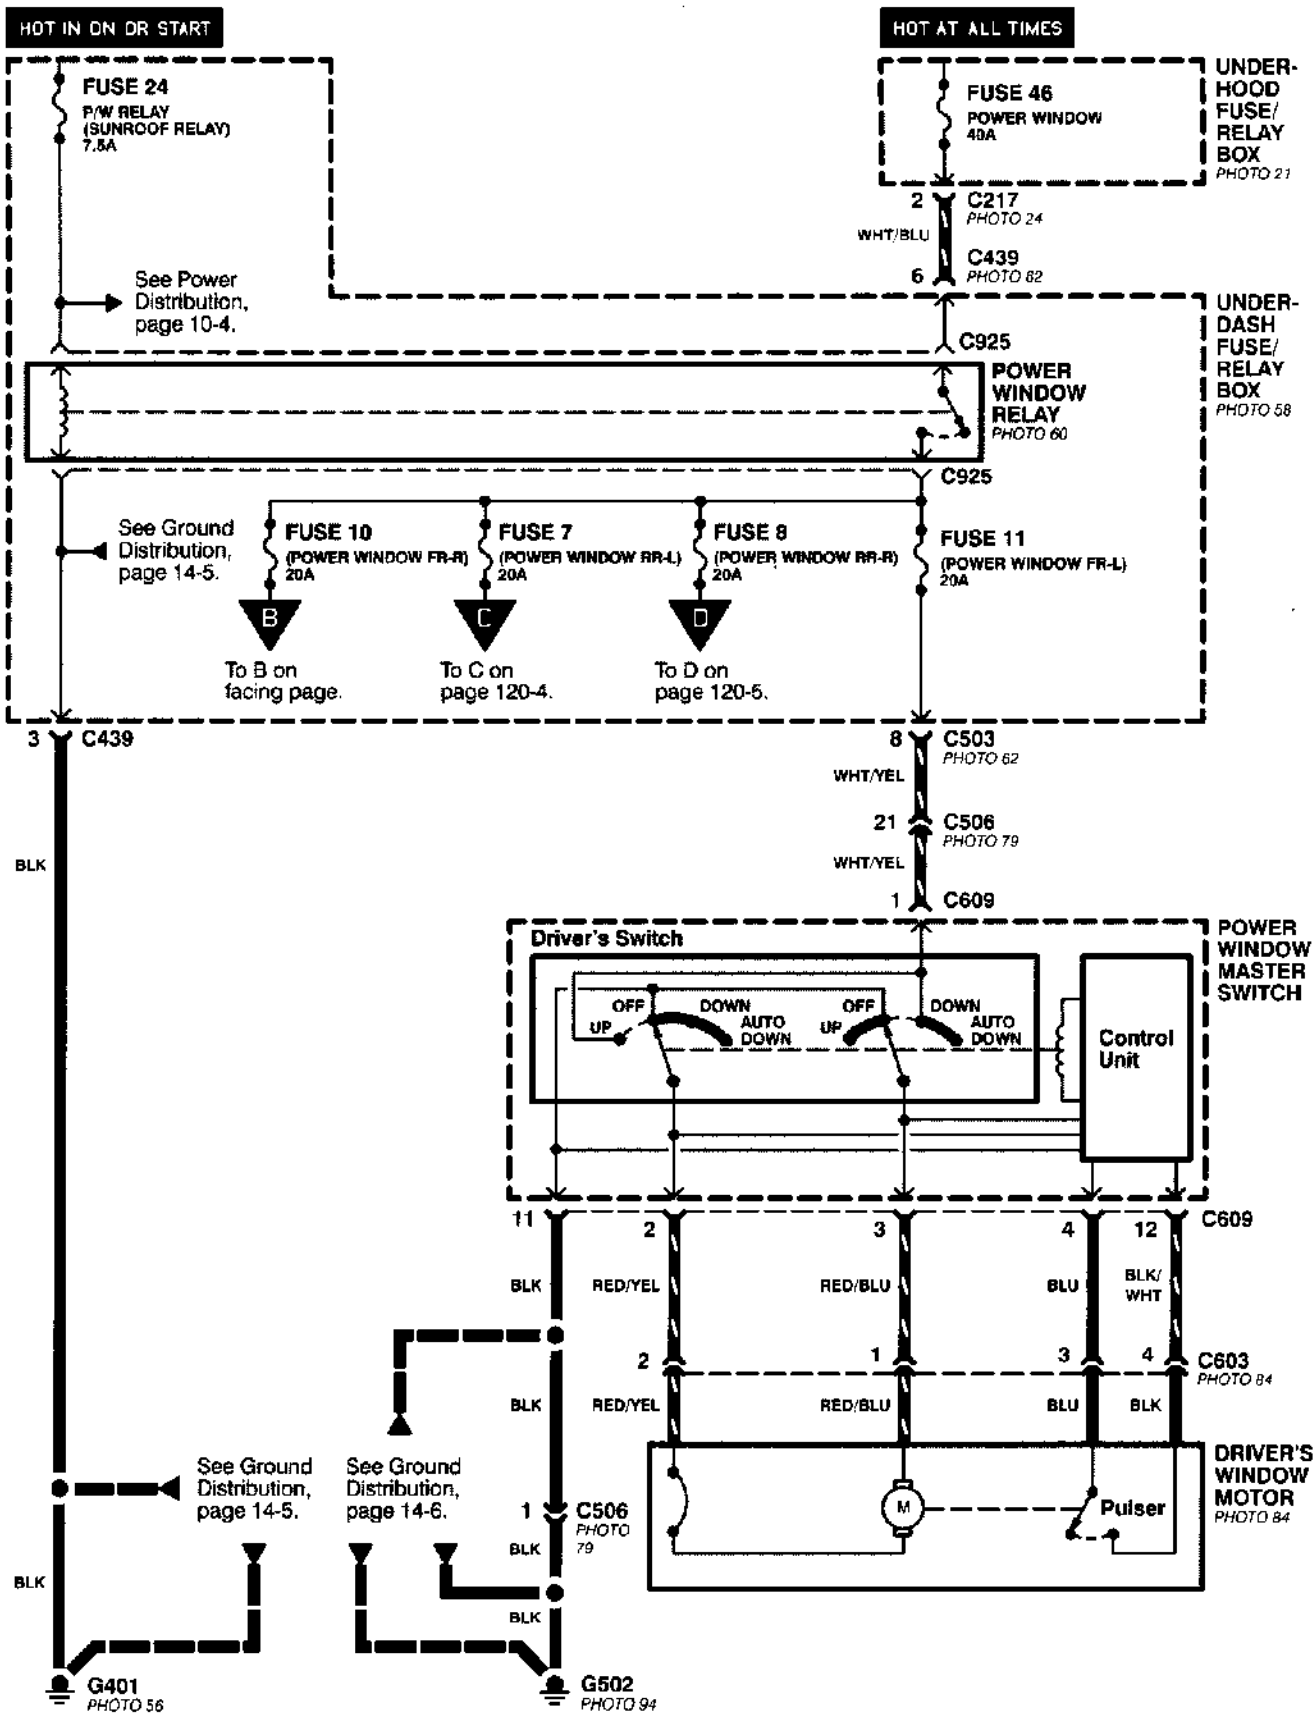 HOT IN ON OR START
HOT AT ALL TIMES
FUSE 24
P/W RELAY
(SUNROOF RELAY)
7.5A
FUSE 46
POWER WINDOW
40A
UNDER-
HOOD
FUSE/
RELAY
BOX
PHOTO 21
2
C217
PHOTO 24
WHT/BLU
6
C439
PHOTO 62
See Power
Distribution,
page 10-4.
UNDER-
DASH
FUSE/
RELAY
BOX
PHOTO 58
C925
POWER
WINDOW
RELAY
PHOTO 60
C925
See Ground
Distribution,
page 14-5.
FUSE 10
(POWER WINDOW FR-R)
20A
FUSE 7
(POWER WINDOW RR-L)
20A
FUSE 8
(POWER WINDOW RR-R)
20A
FUSE 11
(POWER WINDOW FR-L)
20A
B
C
D
To B on
facing page.
To C on
page 120-4.
To D on
page 120-5.
3
C439
8
C503
PHOTO 62
WHT/YEL
21
C506
PHOTO 79
BLK
WHT/YEL
1
C609
Driver's Switch
POWER
WINDOW
MASTER
SWITCH
OFF
DOWN
UP
AUTO
DOWN
OFF
DOWN
UP
AUTO
DOWN
Control
Unit
11
2
3
4
12
C609
BLK
RED/YEL
RED/BLU
BLU
BLK/
WHT
2
1
3
4
C603
PHOTO 84
BLK
RED/YEL
RED/BLU
BLU
BLK
See Ground
Distribution,
page 14-5.
See Ground
Distribution,
page 14-6.
1
C506
PHOTO
79
M
Pulser
DRIVER'S
WINDOW
MOTOR
PHOTO 84
BLK
BLK
BLK
G401
PHOTO 56
G502
PHOTO 94